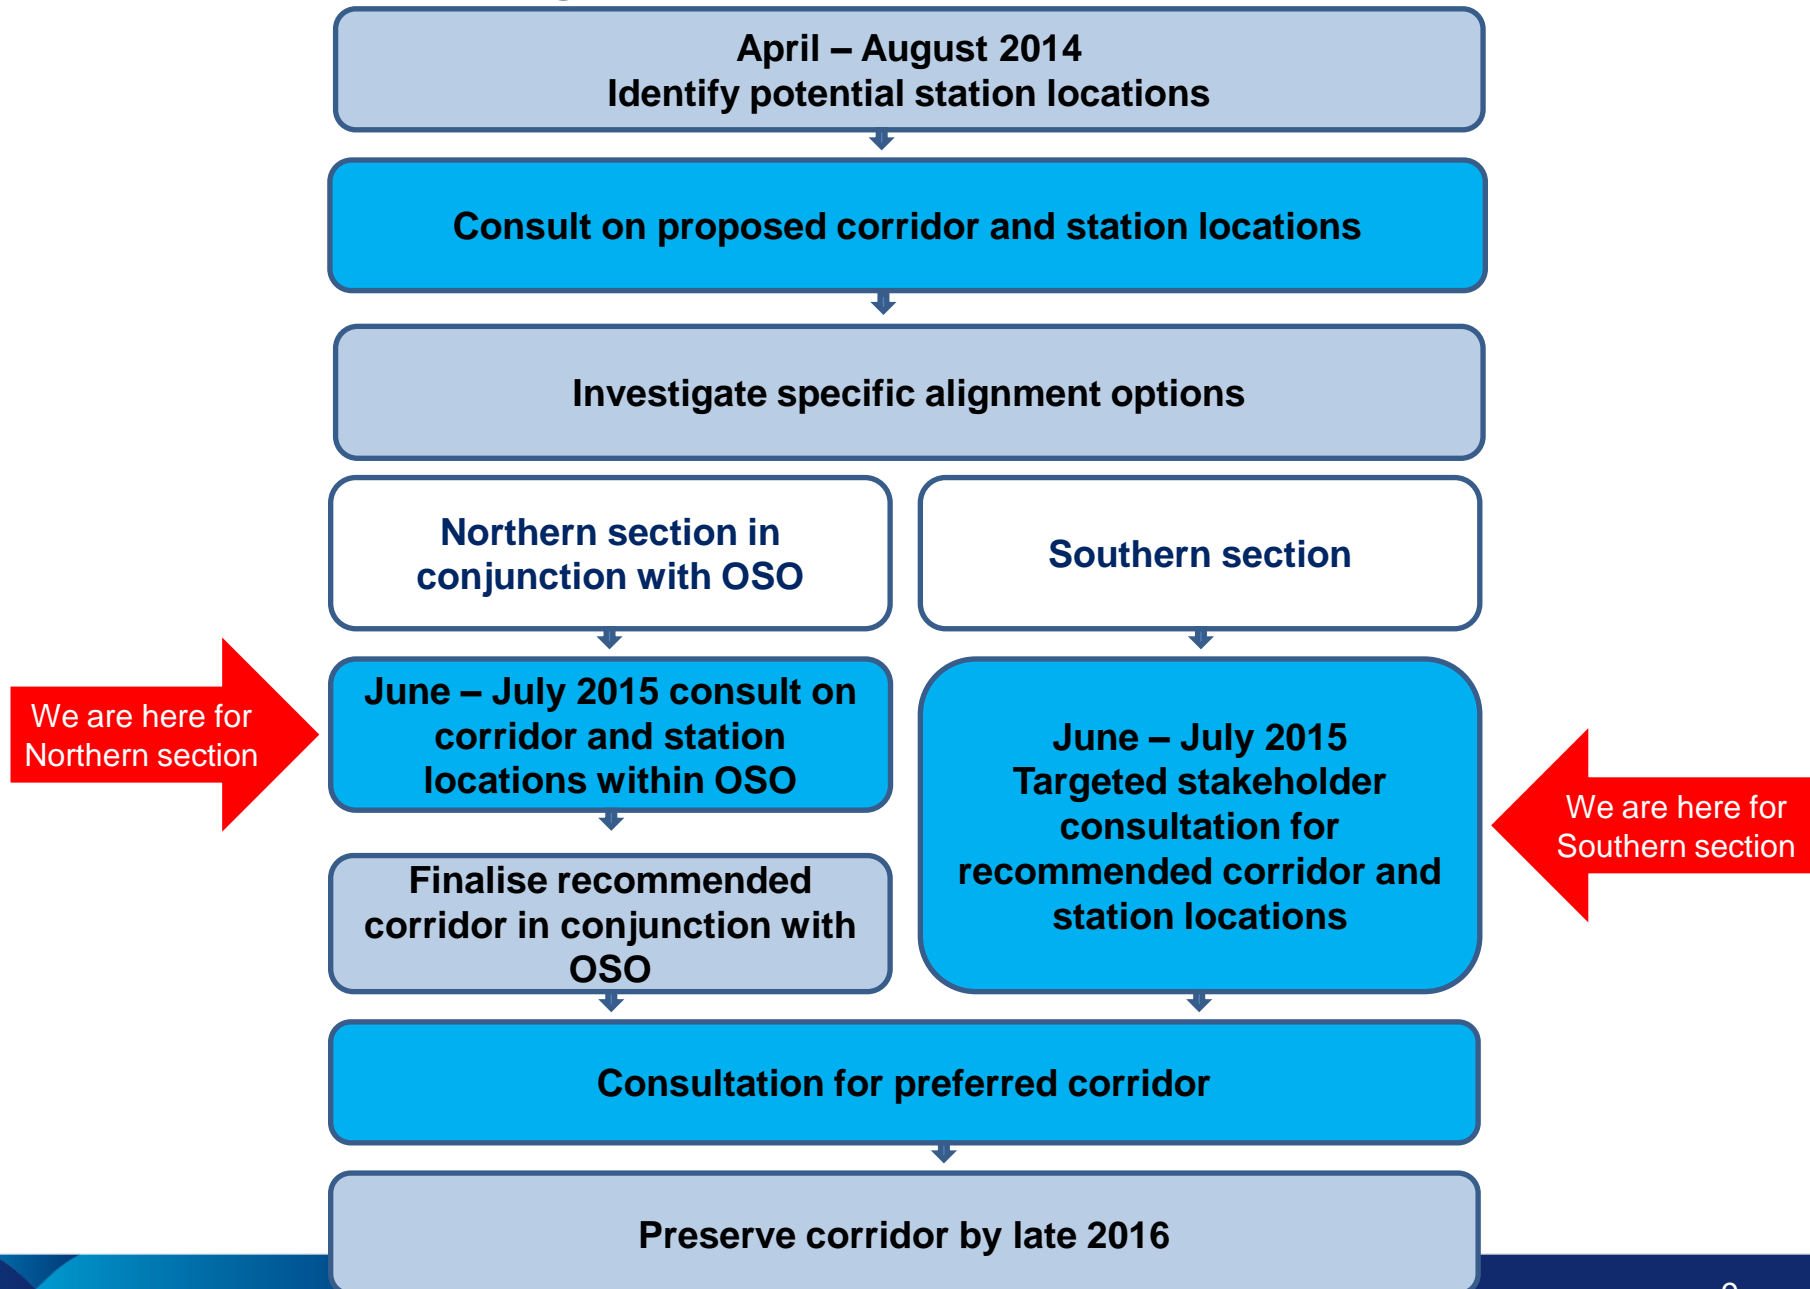 April – August 2014
Identify potential station locations
Consult on proposed corridor and station locations
Investigate specific alignment options
Northern section in
conjunction with OSO
Southern section
We are here for
Northern section
June – July 2015 consult on
corridor and station
locations within OSO
June – July 2015
Targeted stakeholder
consultation for
recommended corridor and
station locations
We are here for
Southern section
Finalise recommended
corridor in conjunction with
OSO
Consultation for preferred corridor
Preserve corridor by late 2016